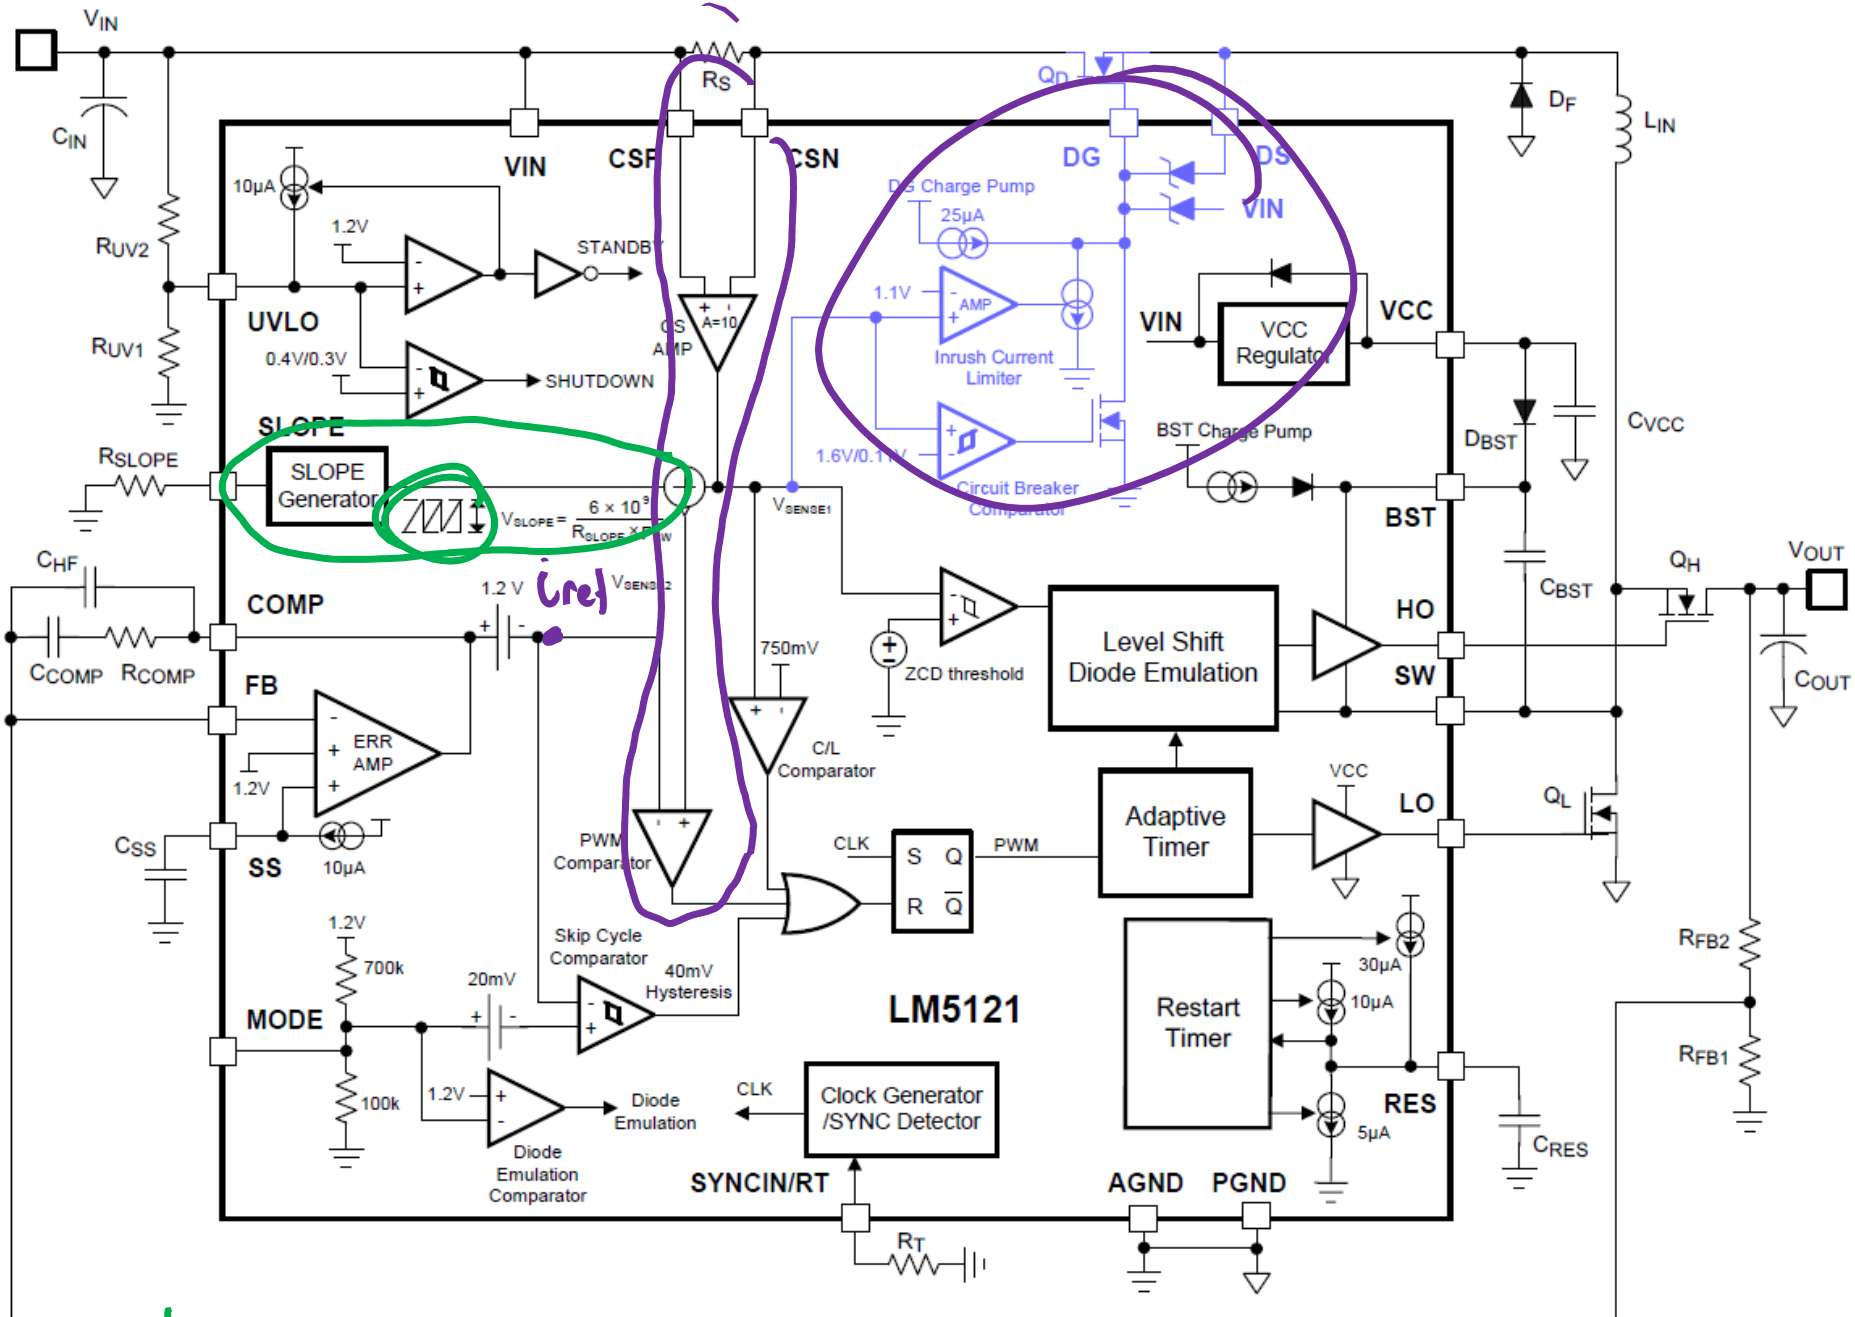 VIN
RS
QD
DF
LIN
CIN
VIN
CSP
CSN
DG
DS
10µA
DG Charge Pump
25µA
VIN
1.2V
RUV2
STANDBY
-
+
+ -
A=10
CS
AMP
1.1V
-
AMP
+
VIN
VCC
Regulator
VCC
UVLO
RUV1
0.4V/0.3V
-
+
SHUTDOWN
Inrush Current
Limiter
SLOPE
RSLOPE
SLOPE
Generator
+
-
1.6V/0.11V
Circuit Breaker
Comparator
BST Charge Pump
DBST
CVCC
VSLOPE = 6 × 10⁹
RSLOPE × FSW
VSENSE1
BST
CHF
COMP
1.2 V
iref
VSENSE2
+ -
CCOMP
RCOMP
750mV
-
+
ZCD threshold
Level Shift
Diode Emulation
CBST
QH
VOUT
HO
SW
COUT
FB
-
ERR
AMP
+
+
1.2V
+ -
C/L
Comparator
SS
CSS
10µA
- +
PWM
Comparator
CLK
S Q
R Q
PWM
Adaptive
Timer
VCC
LO
QL
1.2V
700k
MODE
100k
20mV
+ -
Skip Cycle
Comparator
-
+
40mV
Hysteresis
LM5121
Restart
Timer
30µA
10µA
5µA
RES
CRES
RFB2
RFB1
1.2V
+
-
Diode
Emulation
Diode
Emulation
Comparator
CLK
Clock Generator
/SYNC Detector
SYNCIN/RT
RT
AGND
PGND